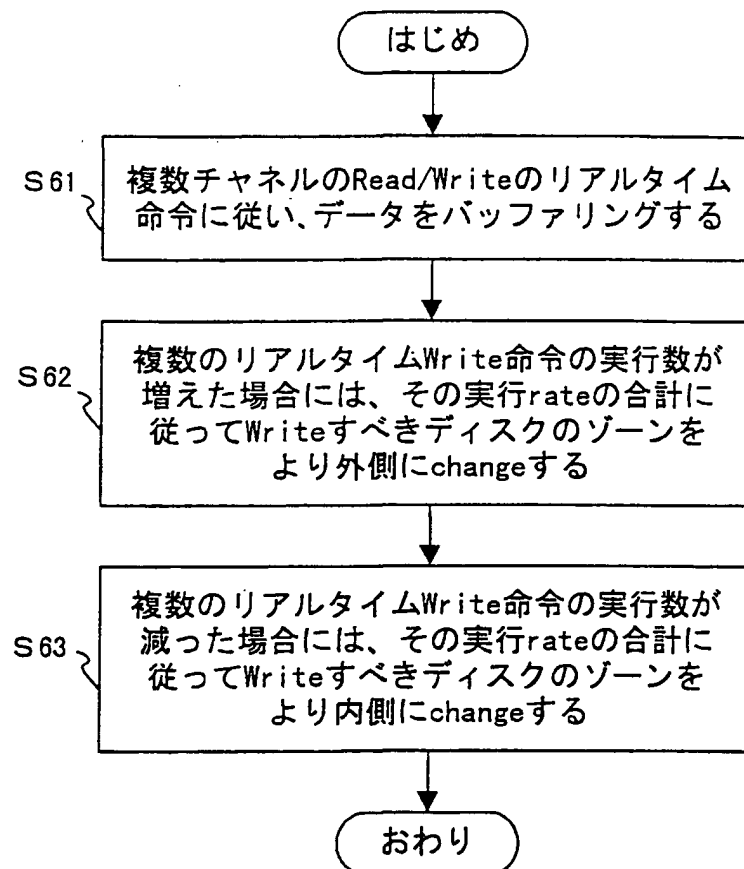 はじめ
S61
複数チャネルのRead/Writeのリアルタイム
命令に従い、データをバッファリングする
S62
複数のリアルタイムWrite命令の実行数が
増えた場合には、その実行rateの合計に
従ってWriteすべきディスクのゾーンを
より外側にchangeする
S63
複数のリアルタイムWrite命令の実行数が
減った場合には、その実行rateの合計に
従ってWriteすべきディスクのゾーンを
より内側にchangeする
おわり